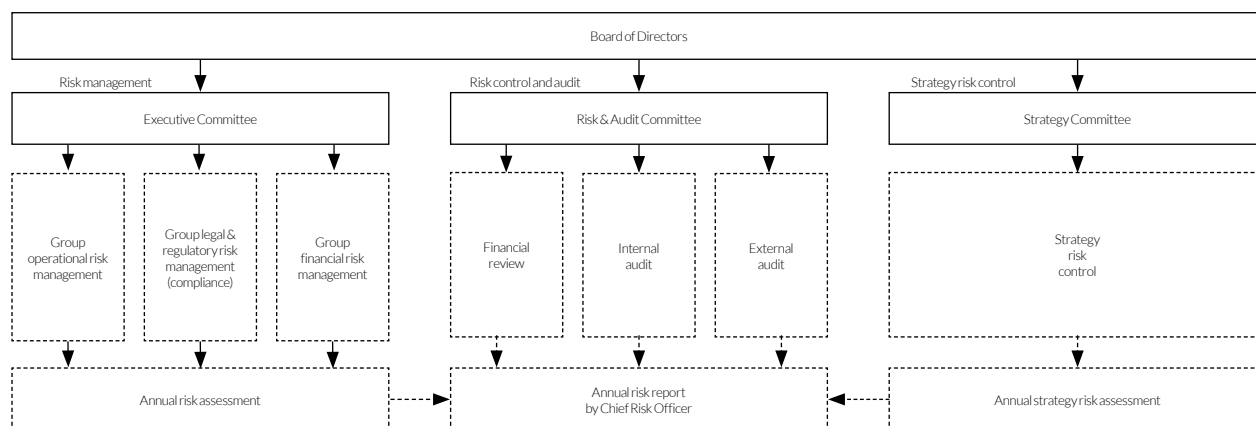 Board of Directors
Risk management
Risk control and audit
Strategy risk control
Executive Committee
Risk & Audit Committee
Strategy Committee
Group
operational risk
management
Group legal &
regulatory risk
management
(compliance)
Group
financial risk
management
Financial
review
Internal
audit
External
audit
Strategy
risk
control
Annual risk assessment
Annual risk report
by Chief Risk Officer
Annual strategy risk assessment